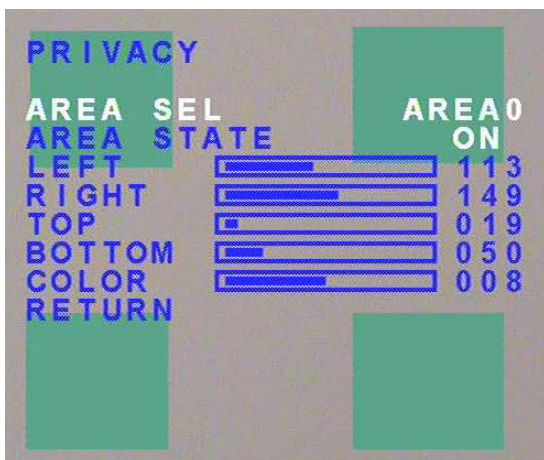 PRIVACY
AREA SEL AREA0
AREA STATE ON
LEFT 113
RIGHT 149
TOP 019
BOTTOM 050
COLOR 008
RETURN